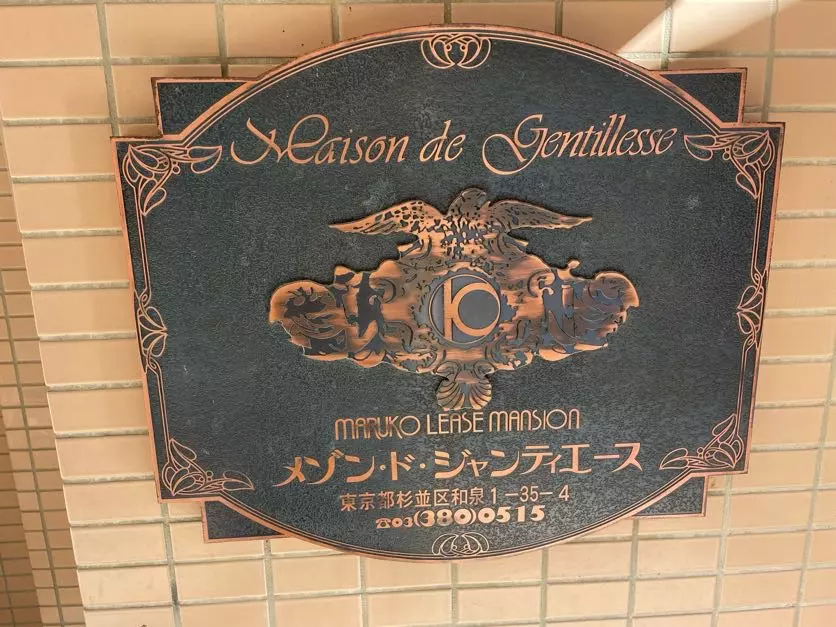 Maison de Gentillesse
MARUKO LEASE MANSION
メゾン・ド・ジャンティエース
東京都杉並区和泉1-35-4
☎03(380)0515